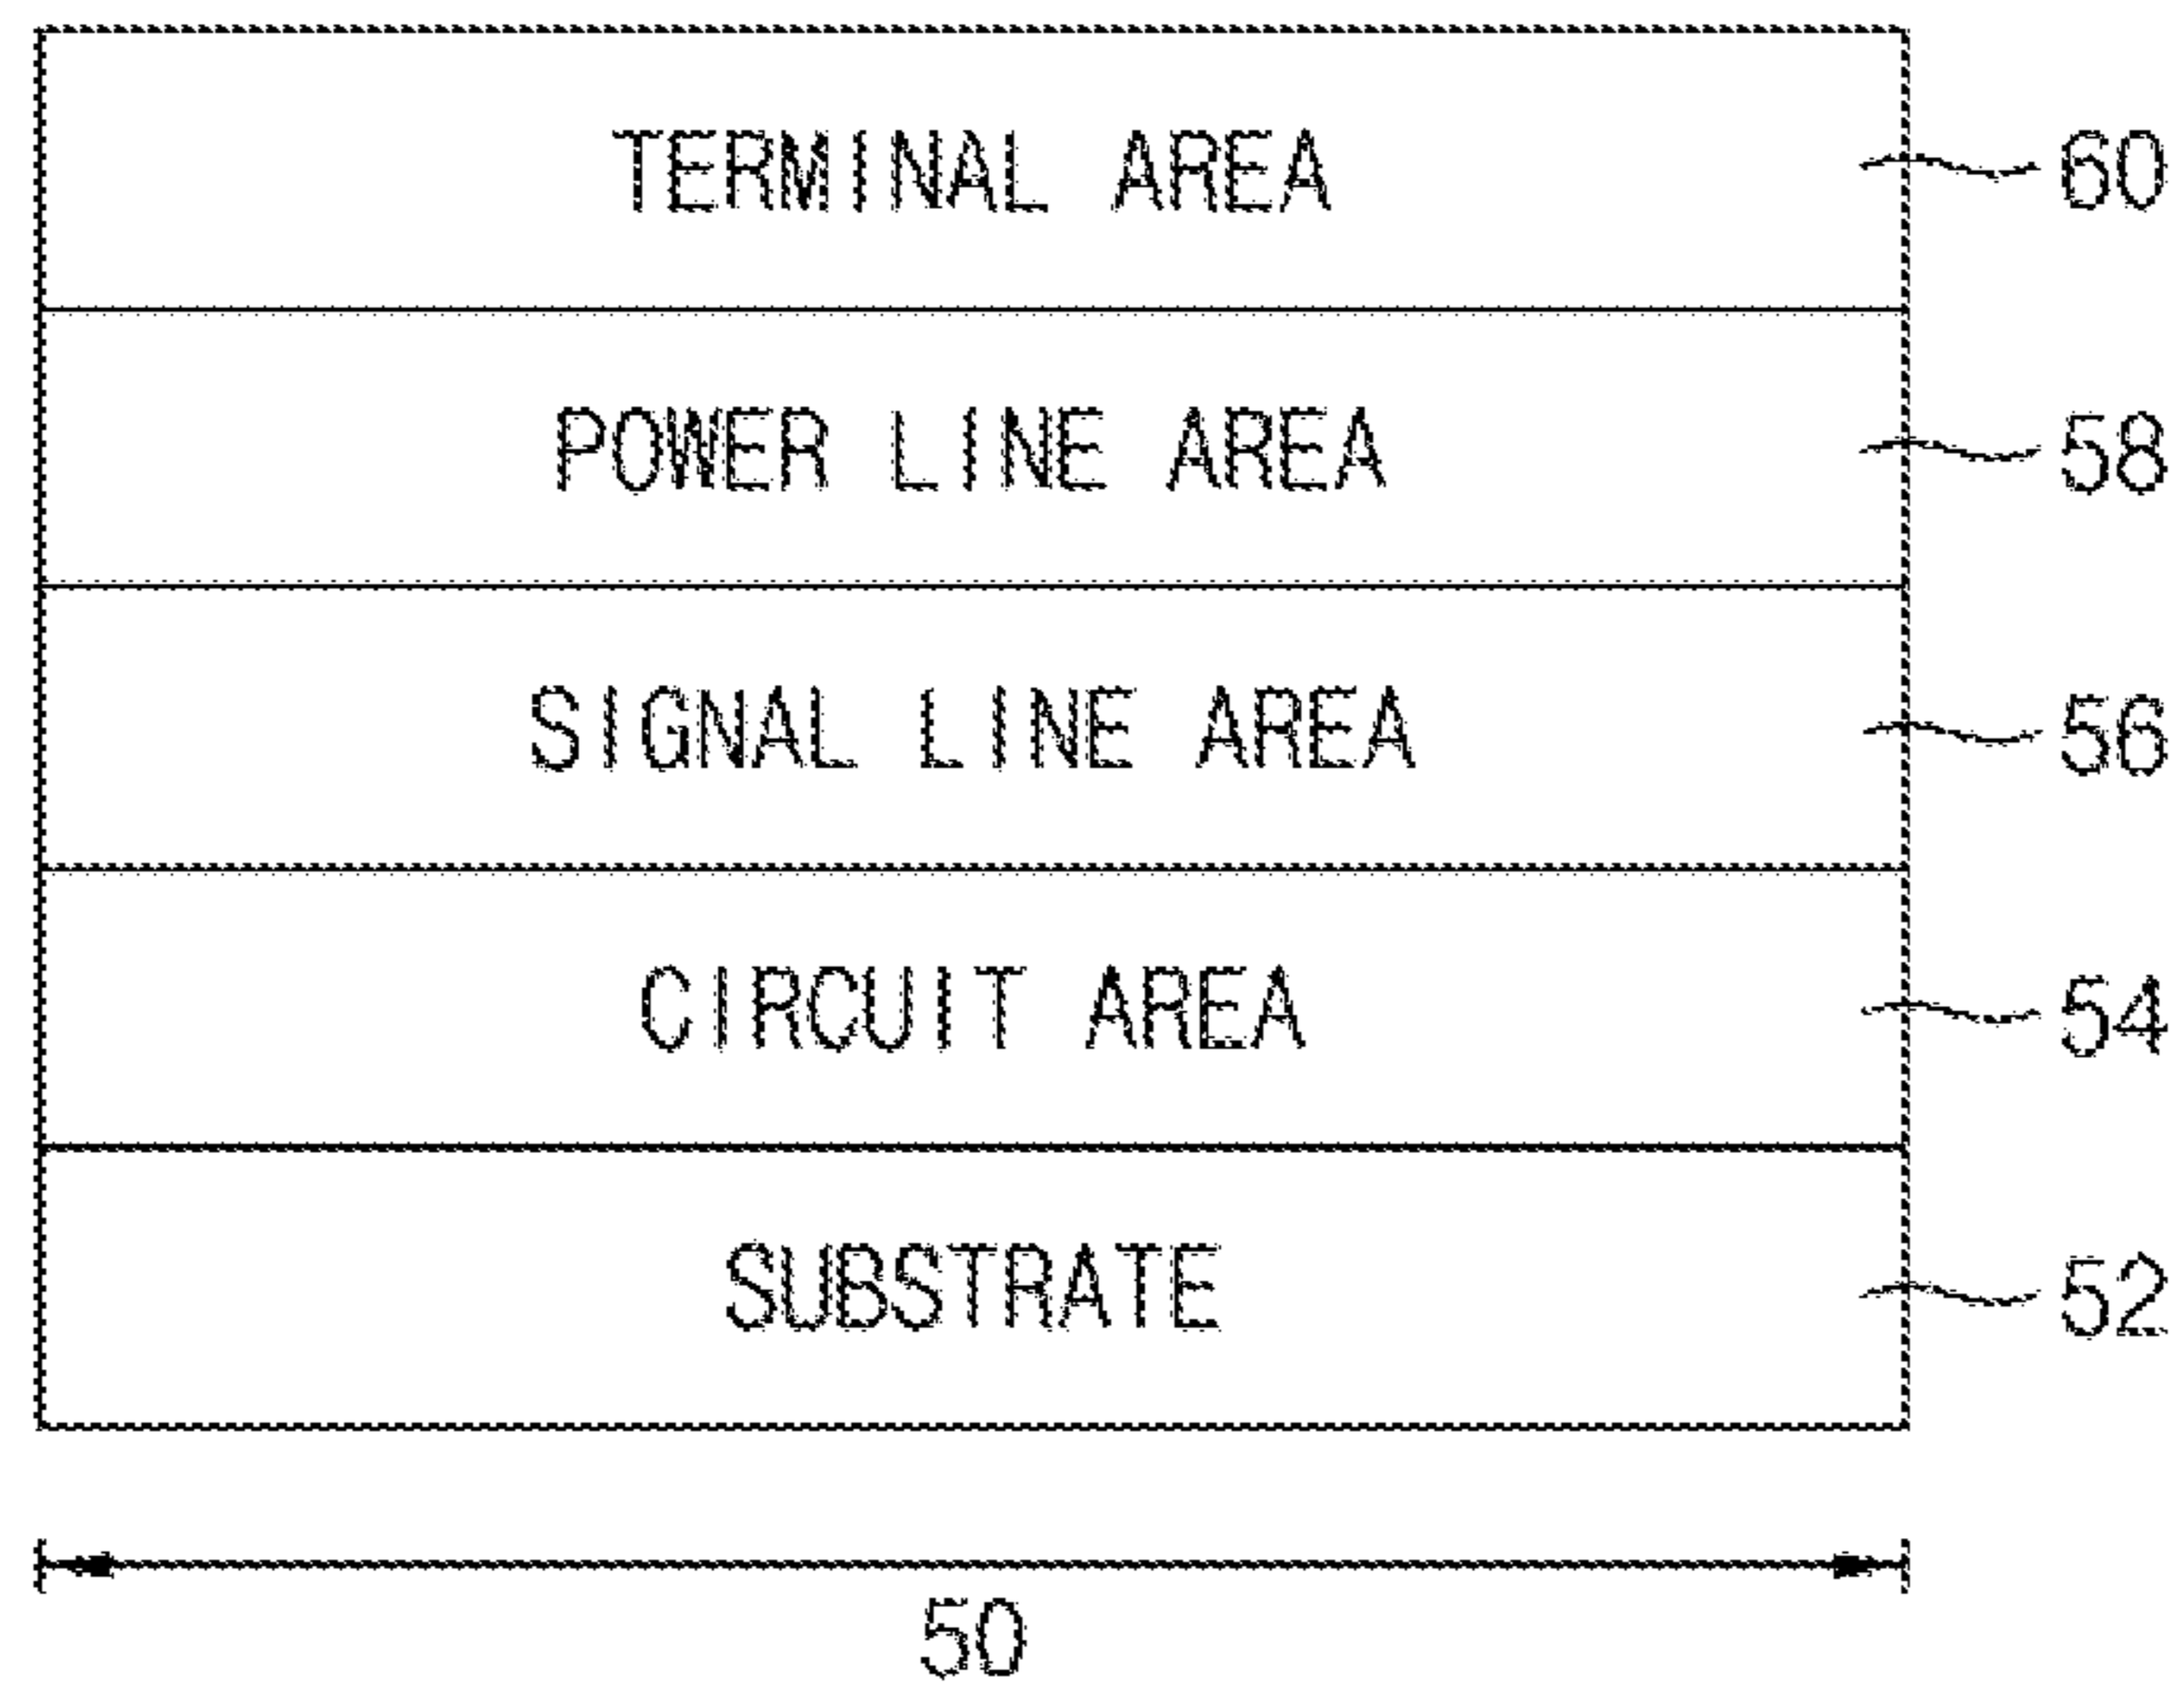 TERMINAL AREA 60
POWER LINE AREA 58
SIGNAL LINE AREA 56
CIRCUIT AREA 54
SUBSTRATE 52
50